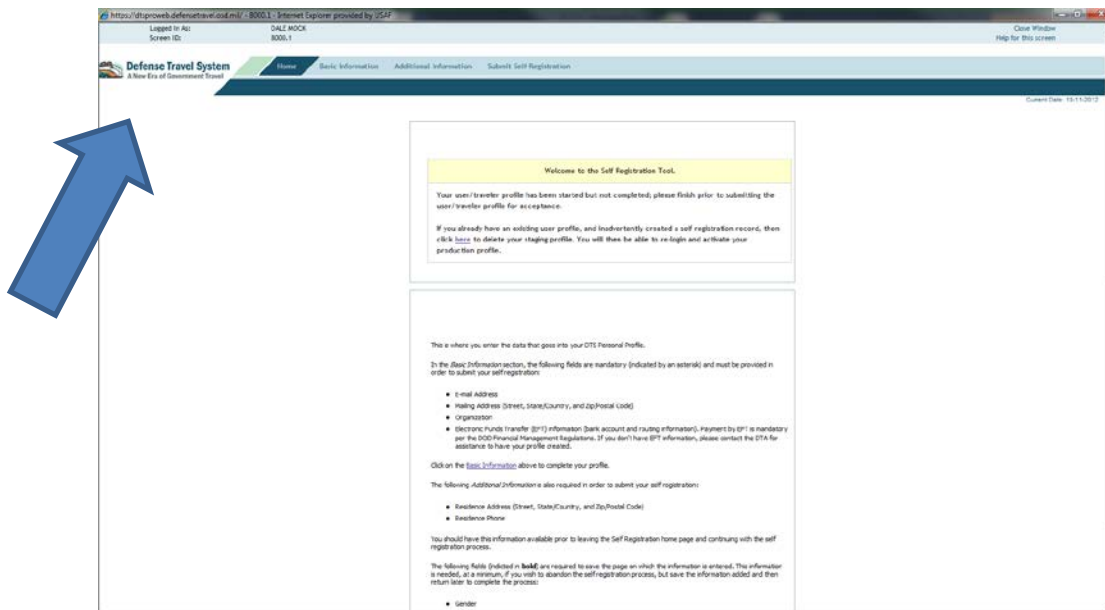 https://dtsproweb.defensetravel.osd.mil/ - 8000.1 - Internet Explorer provided by USAF
Logged In As: DALE MOCK
Screen ID: 8000.1
Close Window
Help for this screen
Defense Travel System
A New Era of Government Travel
Home Basic Information Additional Information Submit Self Registration
Current Date: 10-11-2012
Welcome to the Self Registration Tool.
Your user/traveler profile has been started but not completed; please finish prior to submitting the
user/traveler profile for acceptance.
If you already have an existing user profile, and inadvertently created a self registration record, then
click here to delete your staging profile. You will then be able to re-login and activate your
production profile.
This is where you enter the data that goes into your DTS Personal Profile.
In the Basic Information section, the following fields are mandatory (indicated by an asterisk) and must be provided in
order to submit your self registration:
• E-mail Address
• Mailing Address (Street, State/Country, and Zip/Postal Code)
• Organization
• Electronic Funds Transfer (EFT) information (bank account and routing information). Payment by EFT is mandatory
per the DOD Financial Management Regulations. If you don't have EFT information, please contact the DTA for
assistance to have your profile created.
Click on the Basic Information above to complete your profile.
The following Additional Information is also required in order to submit your self registration:
• Residence Address (Street, State/Country, and Zip/Postal Code)
• Residence Phone
You should have this information available prior to leaving the Self Registration home page and continuing with the self
registration process.
The following fields (indicted in Bold) are required to save the page on which the information is entered. This information
is needed, at a minimum, if you wish to abandon the self registration process, but save the information added and then
return later to complete the process:
• Gender